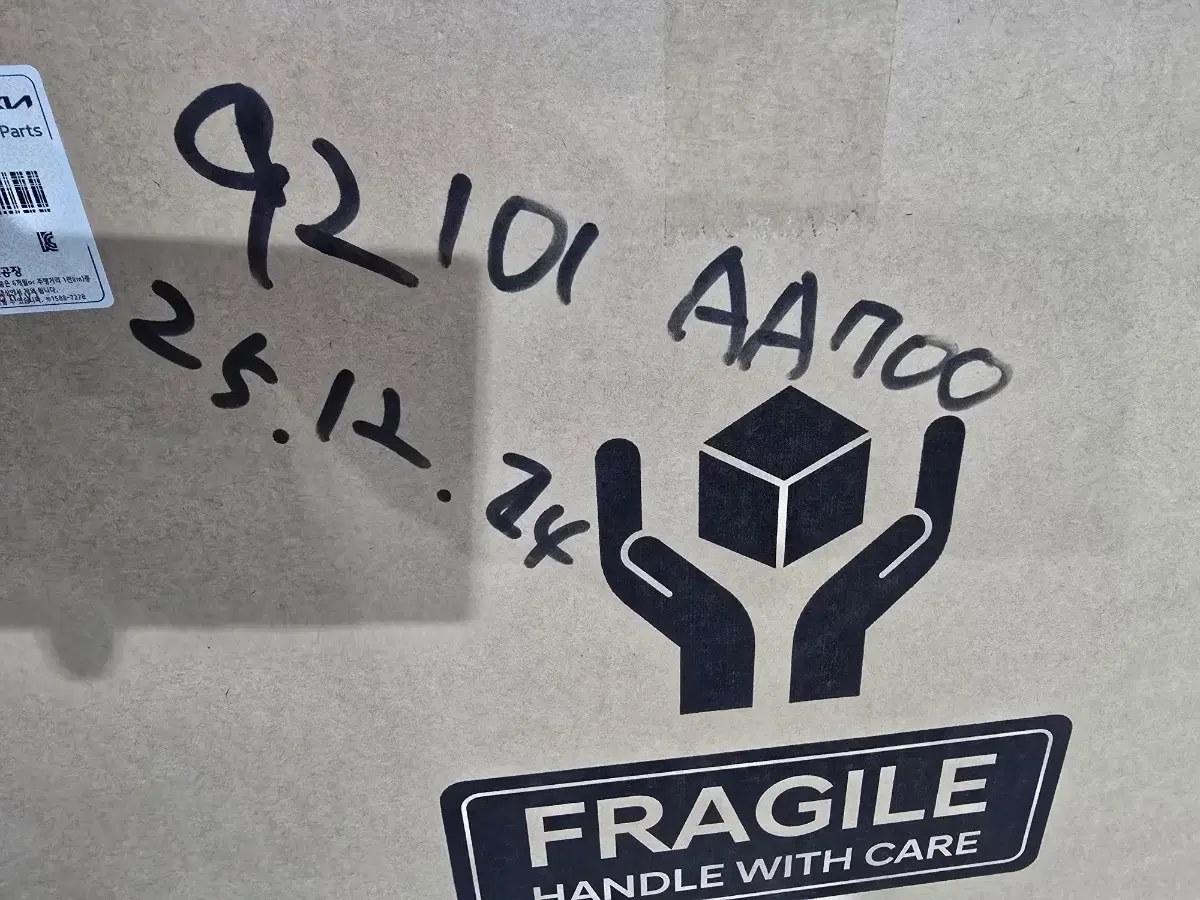 Parts
92101 AA700
25.12.24
FRAGILE
HANDLE WITH CARE